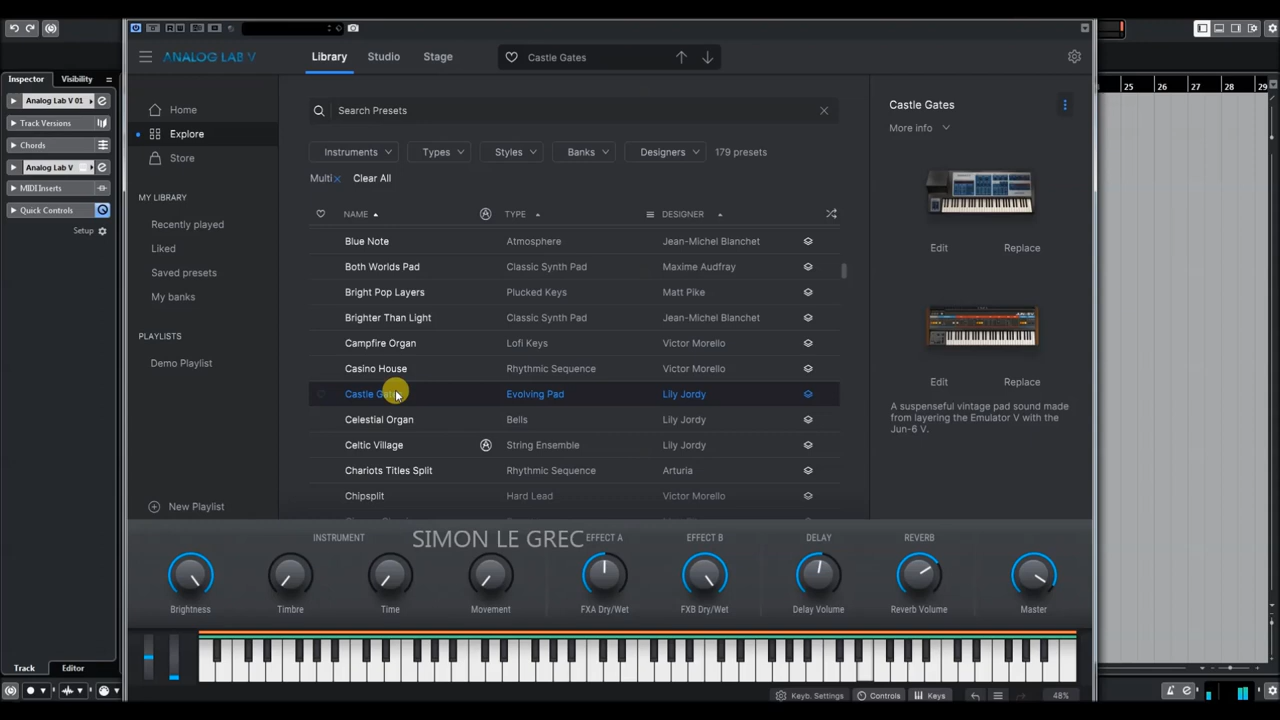 ANALOG LAB V
Library Studio Stage
Castle Gates
Inspector Visibility
Analog Lab V 01
Track Versions
Chords
Analog Lab V
MIDI Inserts
Quick Controls
Setup
Home
Explore
Store
MY LIBRARY
Recently played
Liked
Saved presets
My banks
PLAYLISTS
Demo Playlist
New Playlist
Search Presets
Instruments Types Styles Banks Designers 179 presets
Multi Clear All
NAME TYPE DESIGNER
Blue Note Atmosphere Jean-Michel Blanchet
Both Worlds Pad Classic Synth Pad Maxime Audfray
Bright Pop Layers Plucked Keys Matt Pike
Brighter Than Light Classic Synth Pad Jean-Michel Blanchet
Campfire Organ Lofi Keys Victor Morello
Casino House Rhythmic Sequence Victor Morello
Castle Gates Evolving Pad Lily Jordy
Celestial Organ Bells Lily Jordy
Celtic Village String Ensemble Lily Jordy
Chariots Titles Split Rhythmic Sequence Arturia
Chipsplit Hard Lead Victor Morello
Castle Gates
More info
Edit Replace
Edit Replace
A suspenseful vintage pad sound made
from layering the Emulator V with the
Jun-6 V.
25 26 27 28 29
INSTRUMENT EFFECT A EFFECT B DELAY REVERB
SIMON LE GREC
Brightness Timbre Time Movement FXA Dry/Wet FXB Dry/Wet Delay Volume Reverb Volume Master
Track Editor
Keyb. Settings Controls Keys 48%